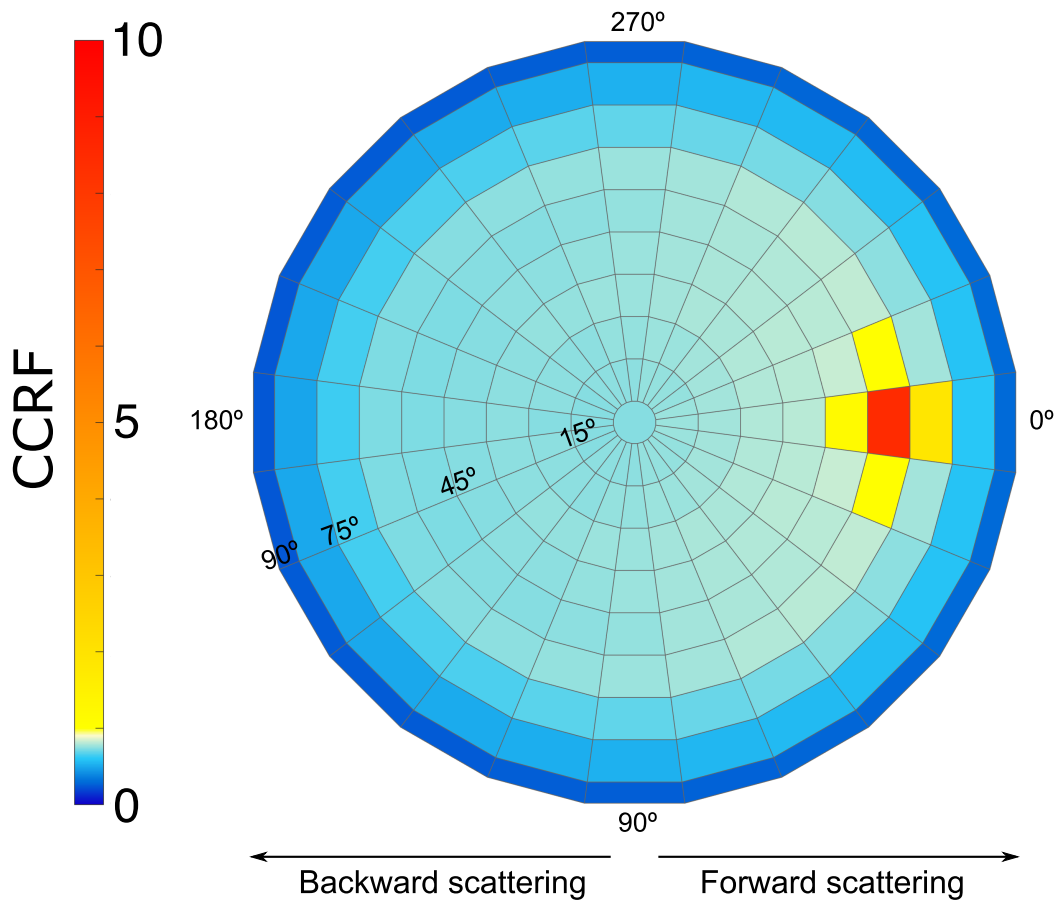 10
270º
CCRF
5
180º
0º
15º
45º
75º
90º
0
90º
Backward scattering
Forward scattering